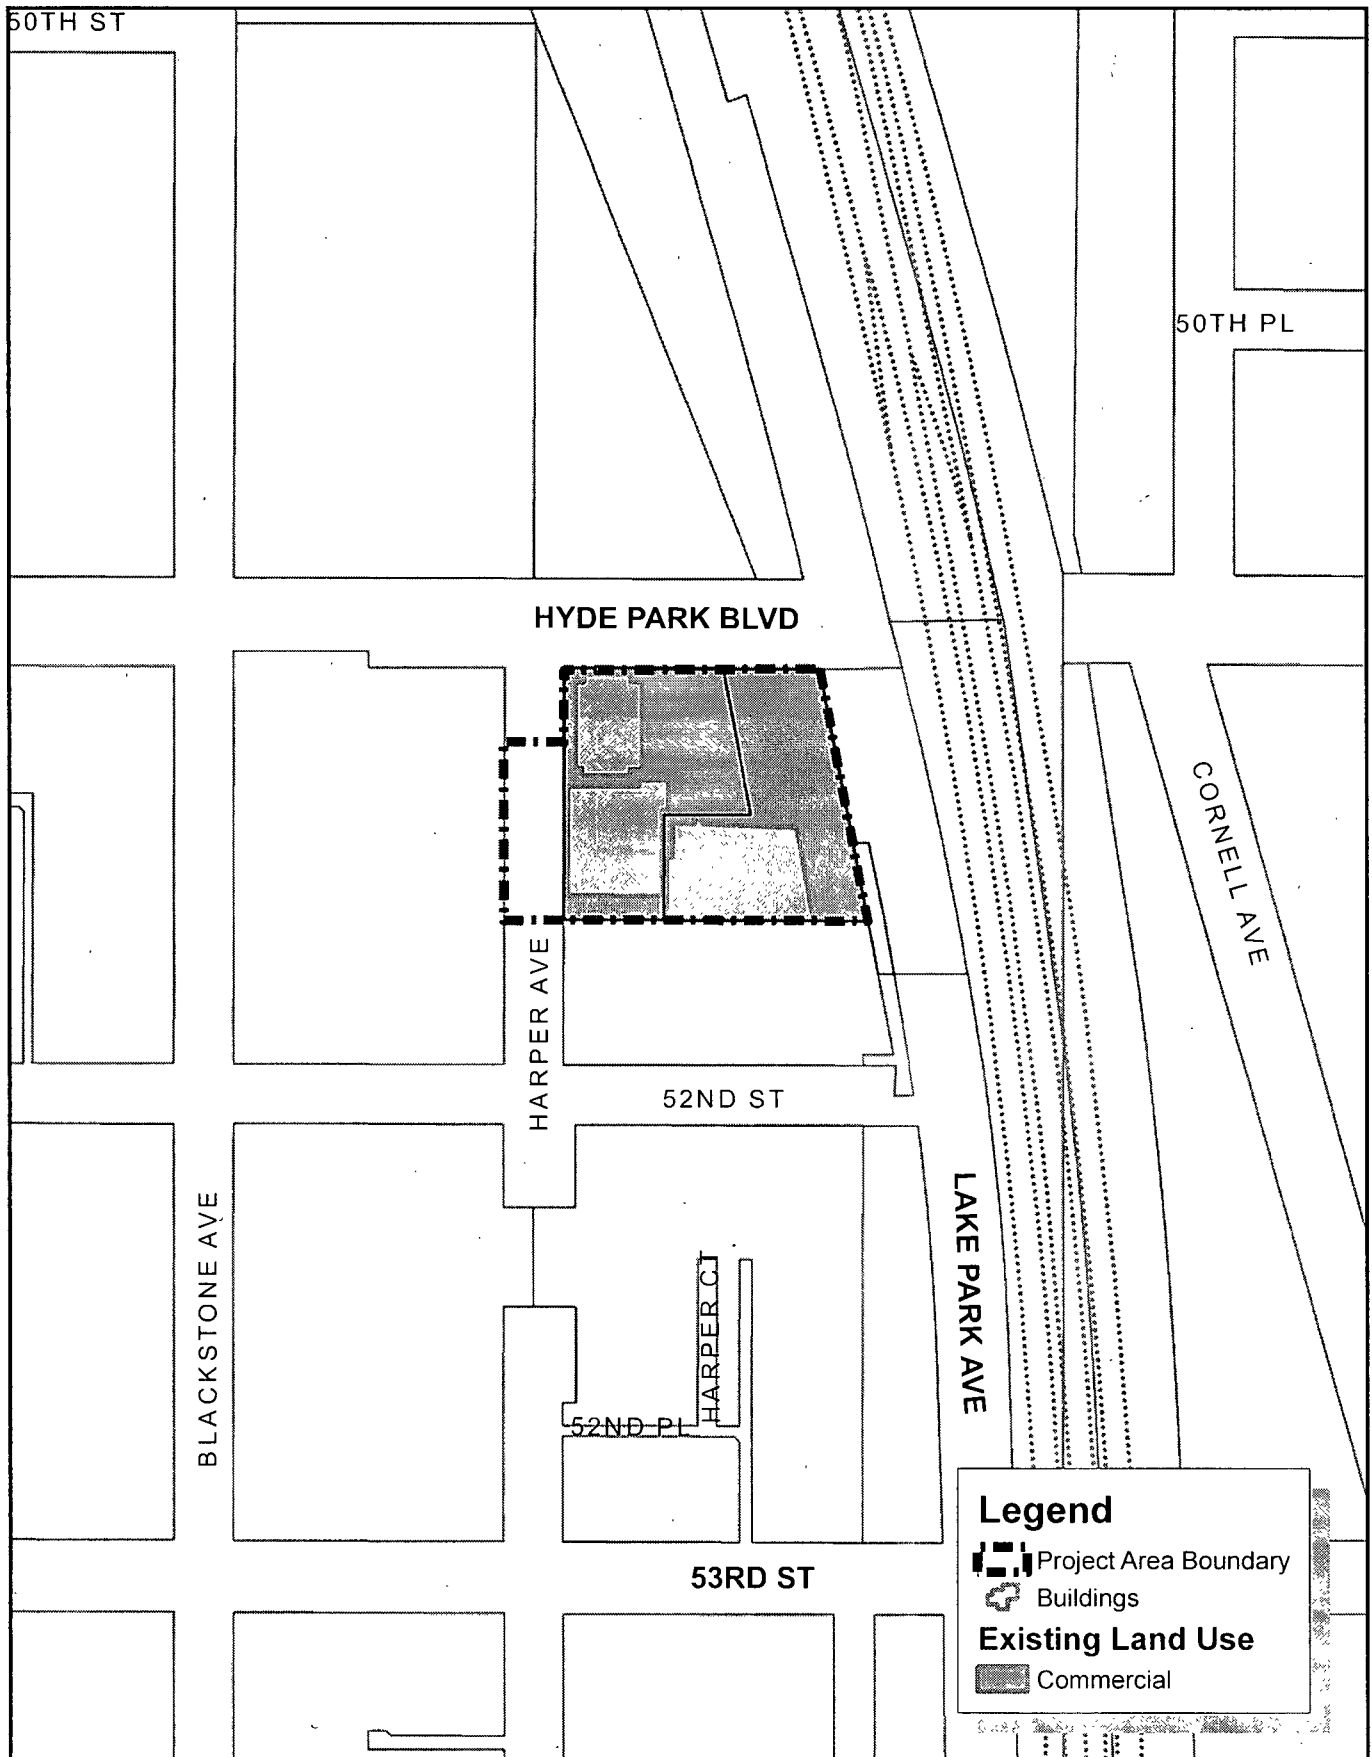 50TH ST
50TH PL
HYDE PARK BLVD
CORNELL AVE
HARPER AVE
52ND ST
LAKE PARK AVE
BLACKSTONE AVE
HARPER CT
52ND PL
53RD ST
Legend
Project Area Boundary
Buildings
Existing Land Use
Commercial